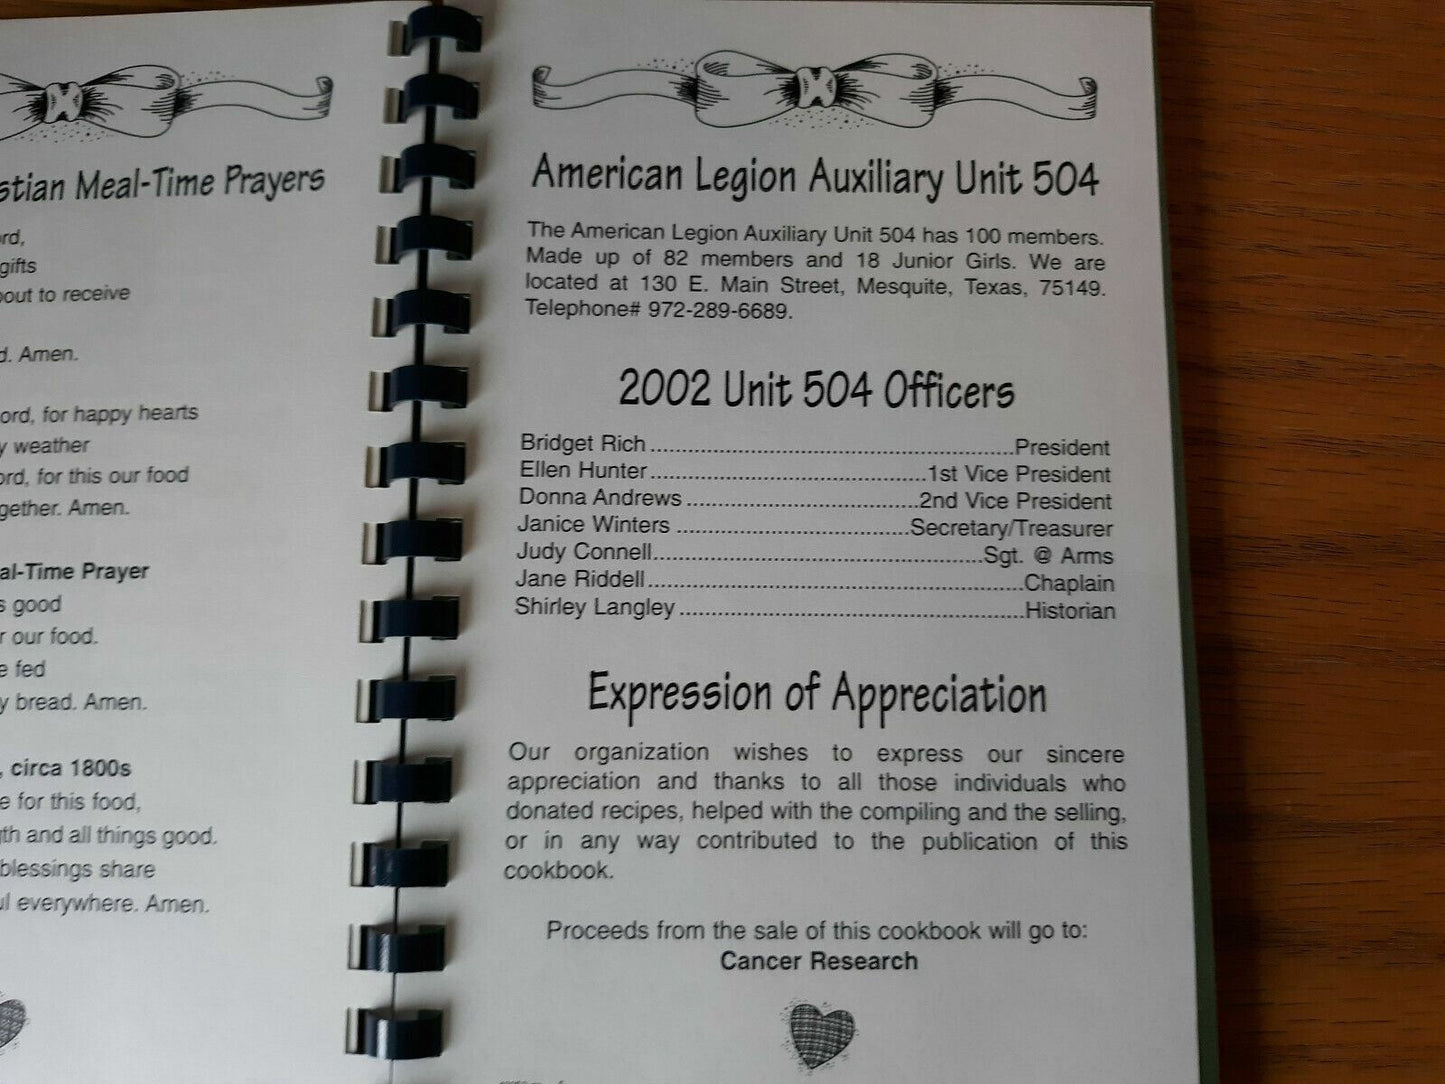 stian Meal-Time Prayers
ord,
gifts
out to receive
d. Amen.
ord, for happy hearts
y weather
ord, for this our food
gether. Amen.
al-Time Prayer
s good
r our food.
e fed
y bread. Amen.
, circa 1800s
e for this food,
th and all things good.
blessings share
ul everywhere. Amen.
American Legion Auxiliary Unit 504
The American Legion Auxiliary Unit 504 has 100 members.
Made up of 82 members and 18 Junior Girls. We are
located at 130 E. Main Street, Mesquite, Texas, 75149.
Telephone# 972-289-6689.
2002 Unit 504 Officers
Bridget Rich ........................................................President
Ellen Hunter ...........................................1st Vice President
Donna Andrews ....................................2nd Vice President
Janice Winters ....................................Secretary/Treasurer
Judy Connell...................................................Sgt. @ Arms
Jane Riddell ..........................................................Chaplain
Shirley Langley .....................................................Historian
Expression of Appreciation
Our organization wishes to express our sincere
appreciation and thanks to all those individuals who
donated recipes, helped with the compiling and the selling,
or in any way contributed to the publication of this
cookbook.
Proceeds from the sale of this cookbook will go to:
Cancer Research